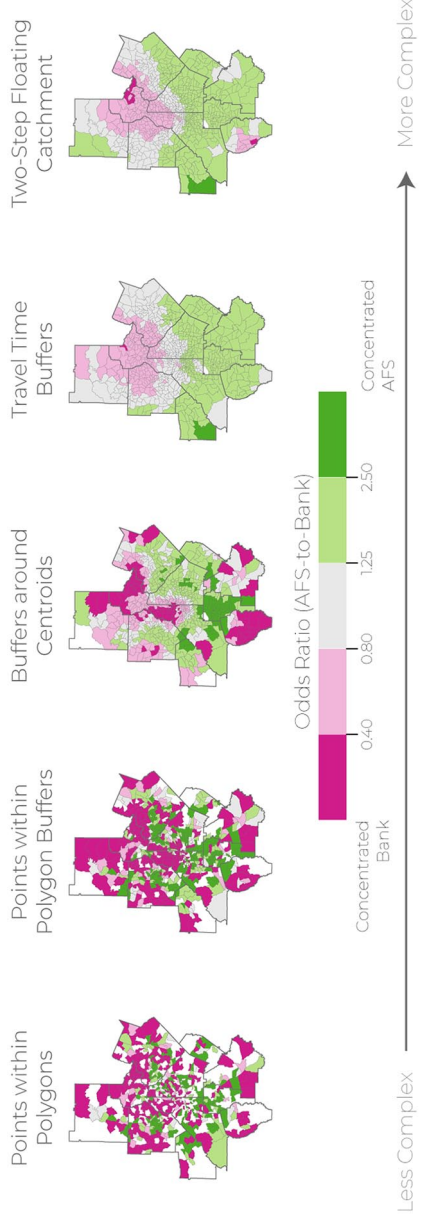 Points within
Polygons
Points within
Polygon Buffers
Buffers around
Centroids
Travel Time
Buffers
Two-Step Floating
Catchment
Odds Ratio (AFS-to-Bank)
Concentrated
Bank
0.40
0.80
1.25
2.50
Concentrated
AFS
Less Complex
More Complex